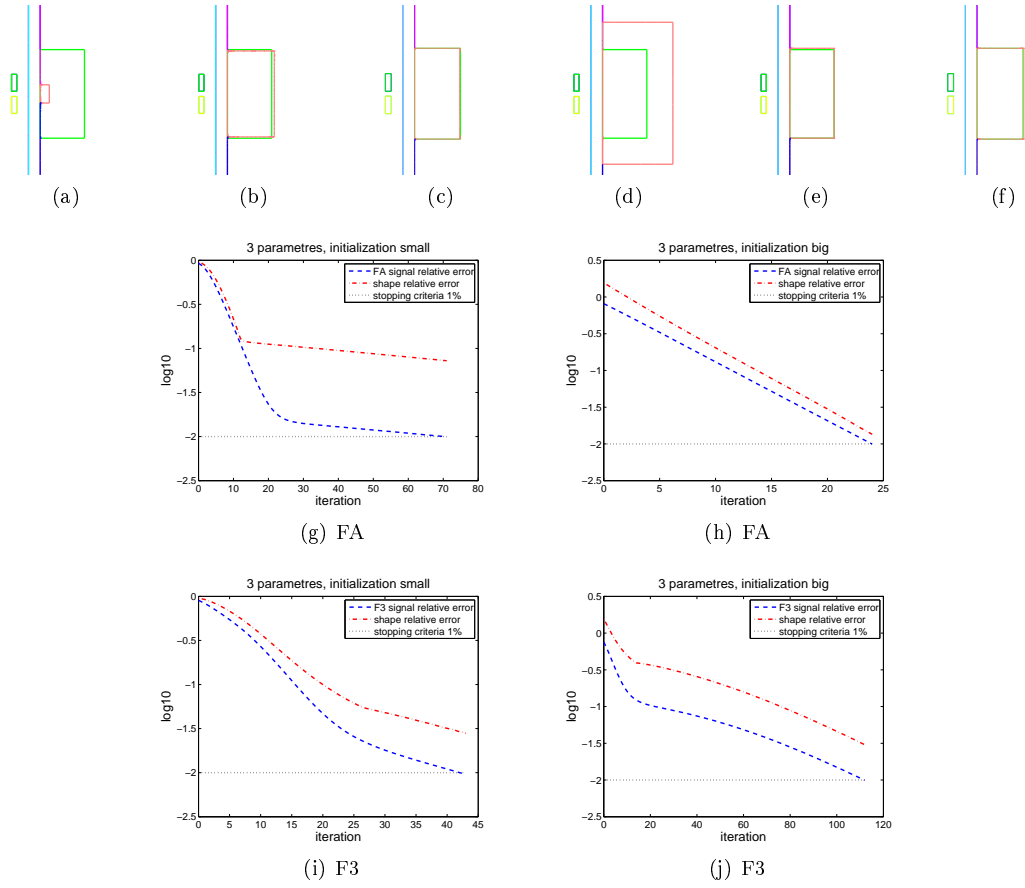 (a) (b) (c) (d) (e) (f)
3 parametres, initialization small
0
−0.5
−1
−1.5
−2
−2.5
log10
0 10 20 30 40 50 60 70 80
iteration
FA signal relative error
shape relative error
stopping criteria 1%
(g) FA
3 parametres, initialization big
0.5
0
−0.5
−1
−1.5
−2
−2.5
log10
0 5 10 15 20 25
iteration
FA signal relative error
shape relative error
stopping criteria 1%
(h) FA
3 parametres, initialization small
0
−0.5
−1
−1.5
−2
−2.5
log10
0 5 10 15 20 25 30 35 40 45
iteration
F3 signal relative error
shape relative error
stopping criteria 1%
(i) F3
3 parametres, initialization big
0.5
0
−0.5
−1
−1.5
−2
−2.5
log10
0 20 40 60 80 100 120
iteration
F3 signal relative error
shape relative error
stopping criteria 1%
(j) F3